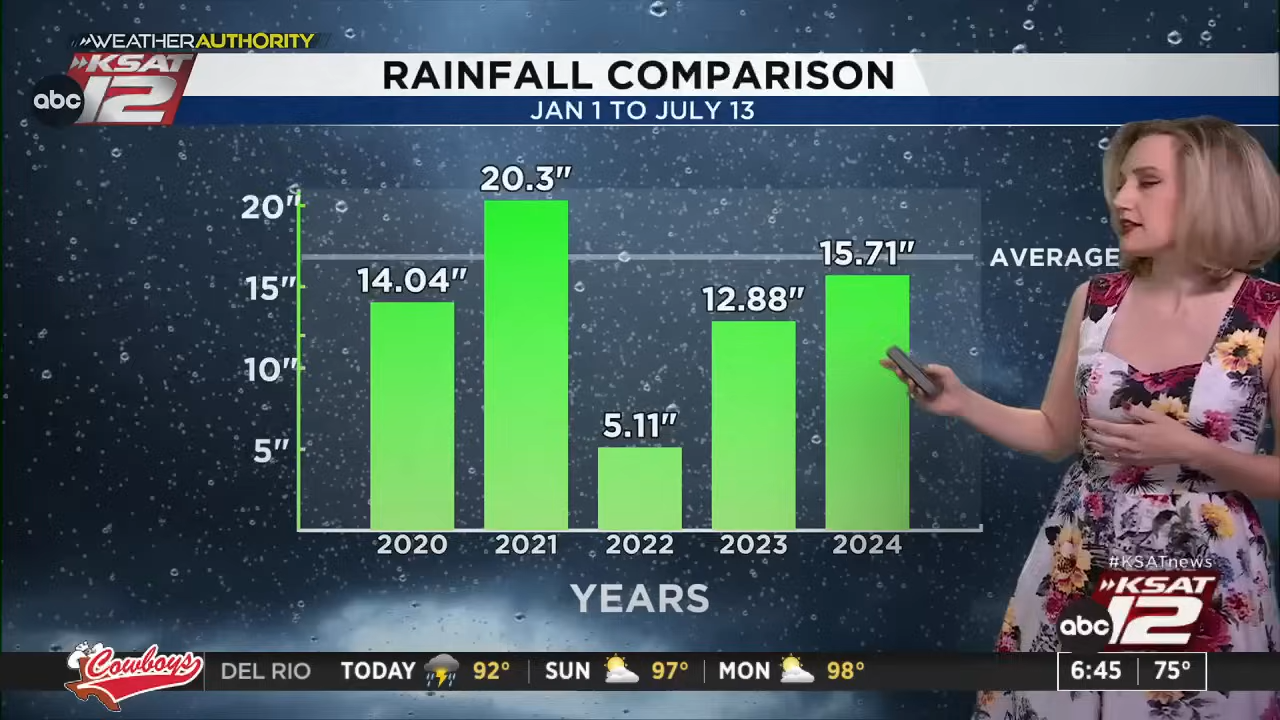 WEATHER AUTHORITY
KSAT
abc 12
RAINFALL COMPARISON
JAN 1 TO JULY 13
20"
15"
10"
5"
14.04"
20.3"
5.11"
12.88"
15.71"
AVERAGE
2020 2021 2022 2023 2024
YEARS
#KSATnews
KSAT
abc 12
Cowboys DEL RIO TODAY 92° SUN 97° MON 98° 6:45 75°